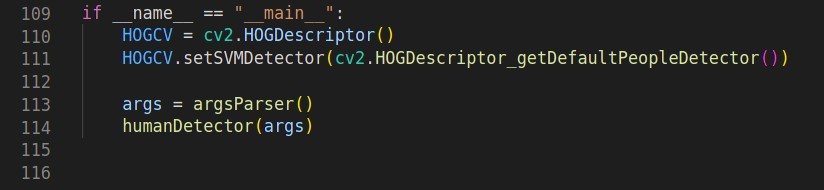 109 if __name__ == "__main__":
110     HOGCV = cv2.HOGDescriptor()
111     HOGCV.setSVMDetector(cv2.HOGDescriptor_getDefaultPeopleDetector())
112
113     args = argsParser()
114     humanDetector(args)
115
116